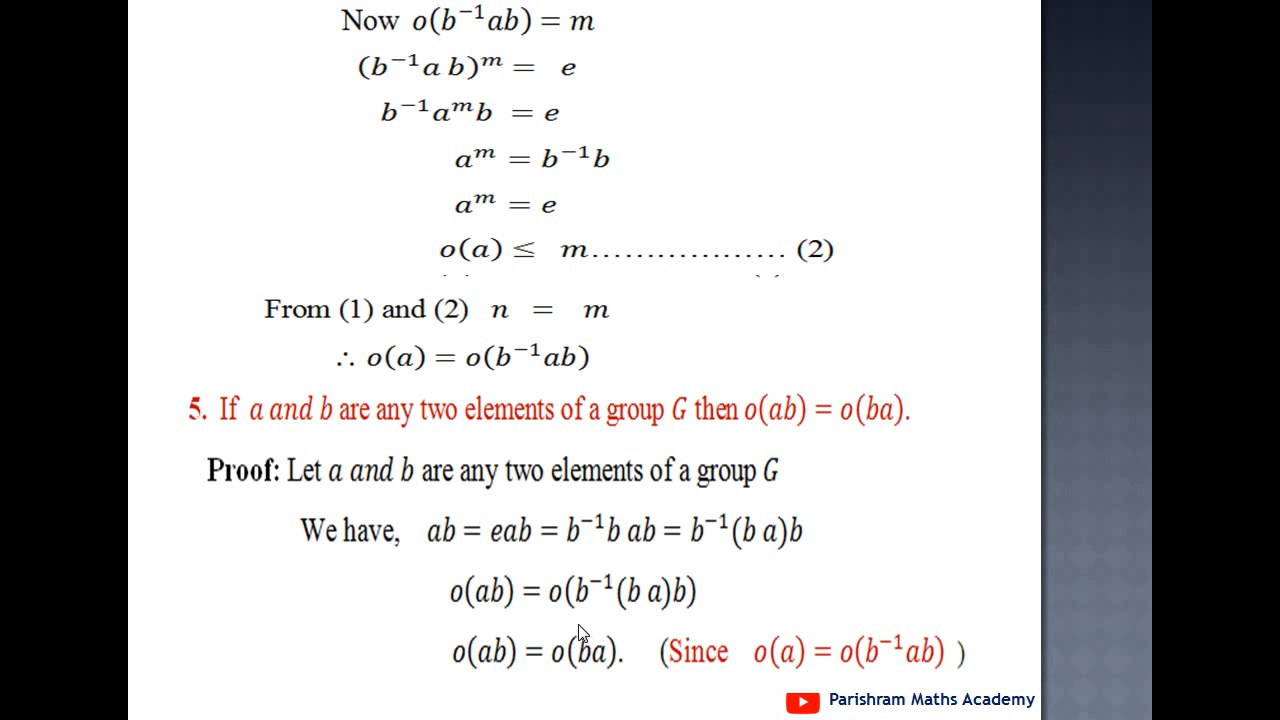 Now o(b⁻¹ab) = m
(b⁻¹a b)ᵐ = e
b⁻¹aᵐb = e
aᵐ = b⁻¹b
aᵐ = e
o(a) ≤ m.................. (2)
From (1) and (2) n = m
∴ o(a) = o(b⁻¹ab)
5. If a and b are any two elements of a group G then o(ab) = o(ba).
Proof: Let a and b are any two elements of a group G
We have, ab = eab = b⁻¹b ab = b⁻¹(b a)b
o(ab) = o(b⁻¹(b a)b)
o(ab) = o(ba). (Since o(a) = o(b⁻¹ab) )
Parishram Maths Academy